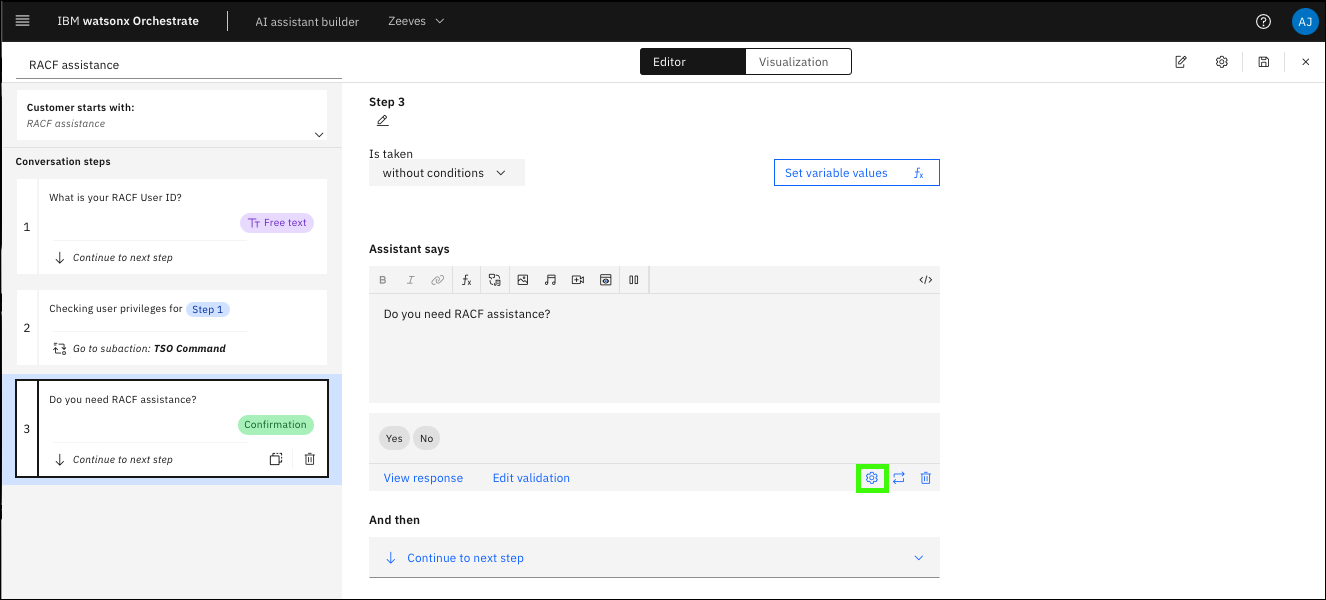 IBM watsonx Orchestrate
AI assistant builder
Zeeves
AJ
RACF assistance
Editor
Visualization
Customer starts with:
RACF assistance
Conversation steps
1
What is your RACF User ID?
Free text
Continue to next step
2
Checking user privileges for Step 1
Go to subaction: TSO Command
3
Do you need RACF assistance?
Confirmation
Continue to next step
Step 3
Is taken
without conditions
Set variable values
fx
Assistant says
B
I
fx
</>
Do you need RACF assistance?
Yes
No
View response
Edit validation
And then
Continue to next step